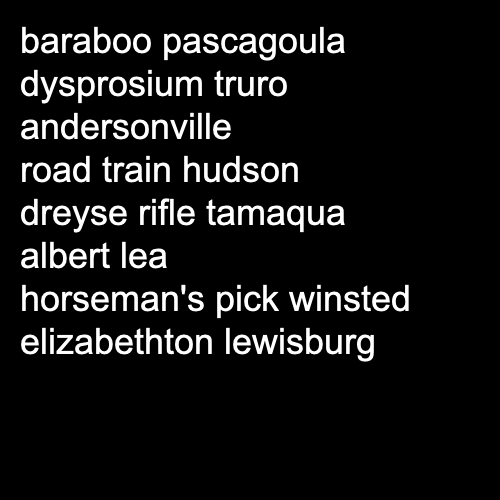 baraboo pascagoula
dysprosium truro
andersonville
road train hudson
dreyse rifle tamaqua
albert lea
horseman's pick winsted
elizabethton lewisburg